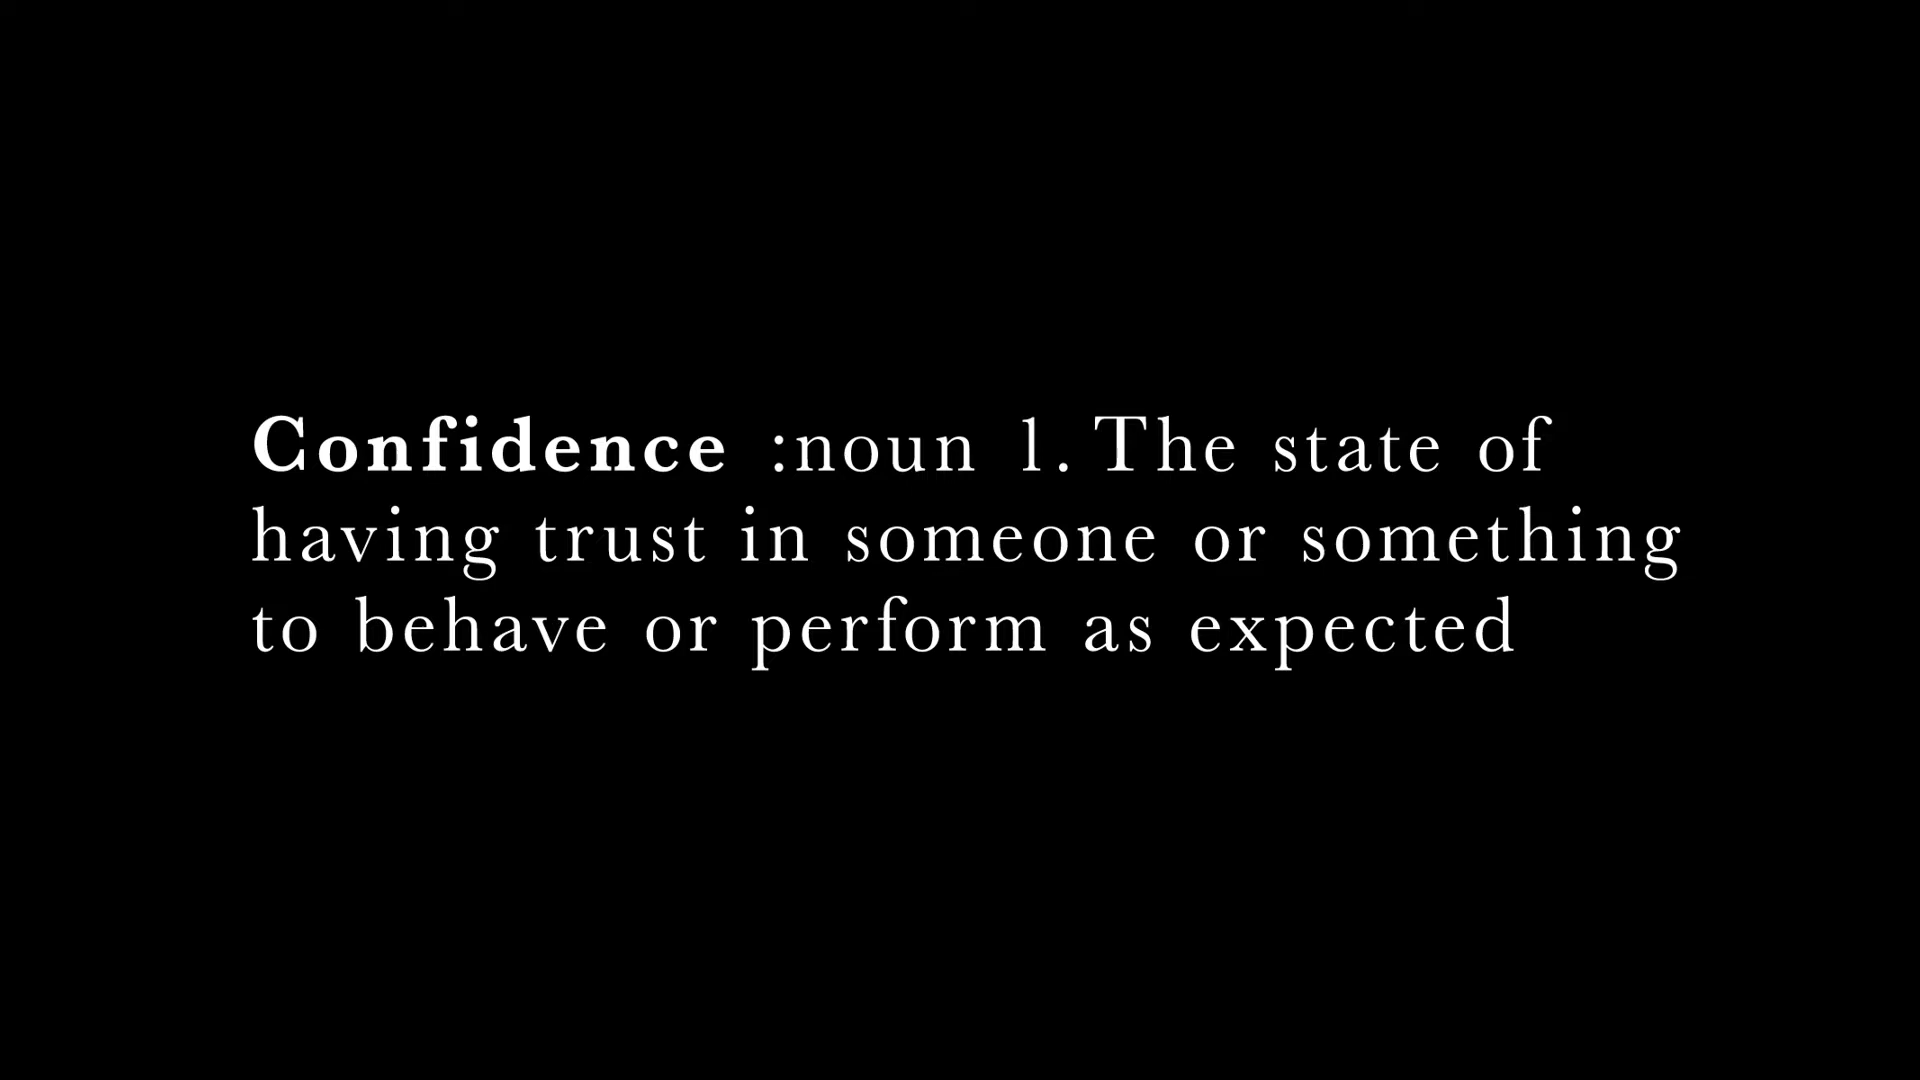 Confidence :noun 1. The state of
having trust in someone or something
to behave or perform as expected